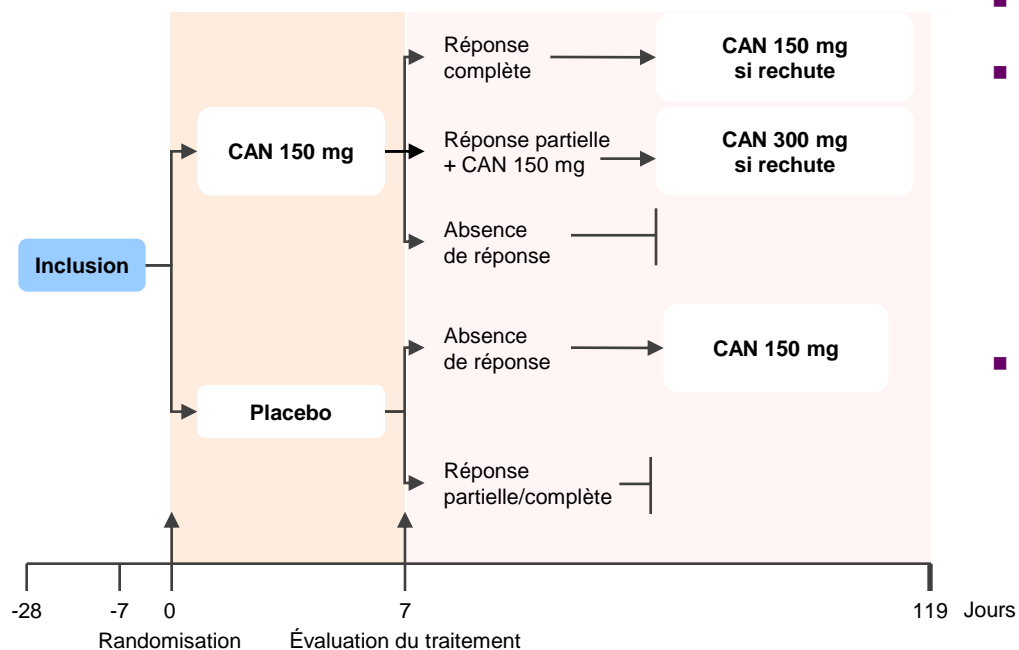 Réponse
complète
CAN 150 mg
si rechute
CAN 150 mg
Réponse partielle
+ CAN 150 mg
CAN 300 mg
si rechute
Absence
de réponse
Inclusion
Absence
de réponse
CAN 150 mg
Placebo
Réponse
partielle/complète
-28 -7 0 7 119 Jours
Randomisation Évaluation du traitement